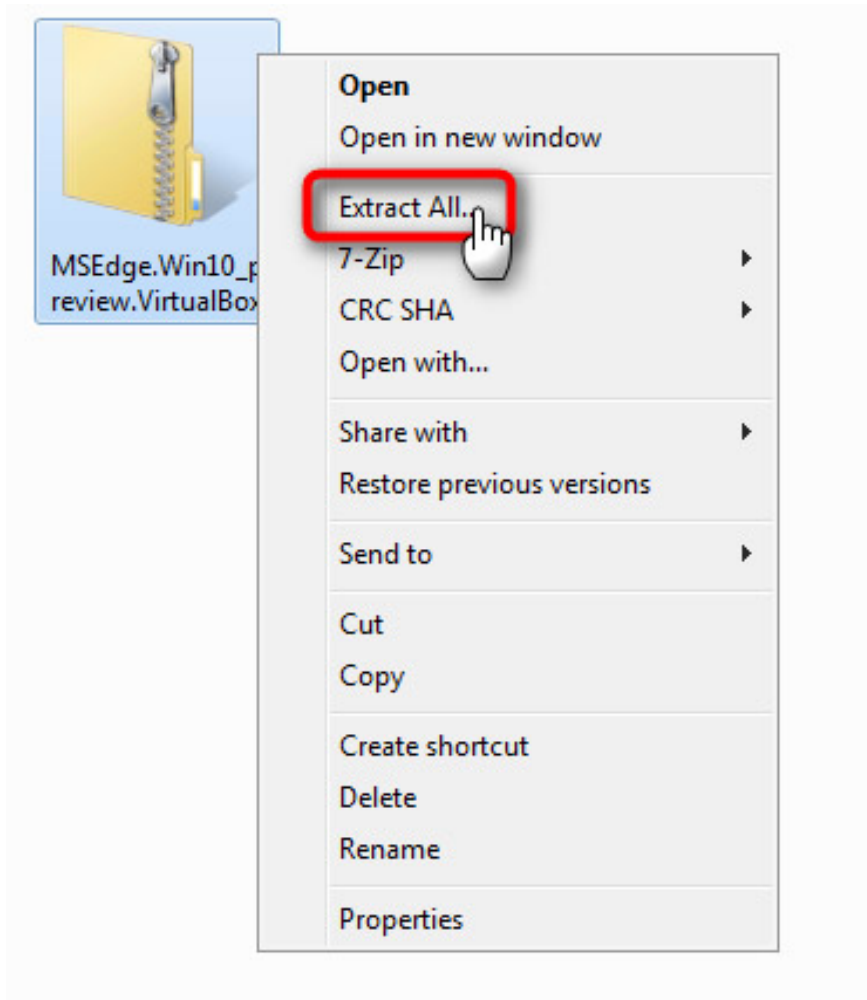 MSEdge.Win10_p
review.VirtualBox
Open
Open in new window
Extract All...
7-Zip
CRC SHA
Open with...
Share with
Restore previous versions
Send to
Cut
Copy
Create shortcut
Delete
Rename
Properties